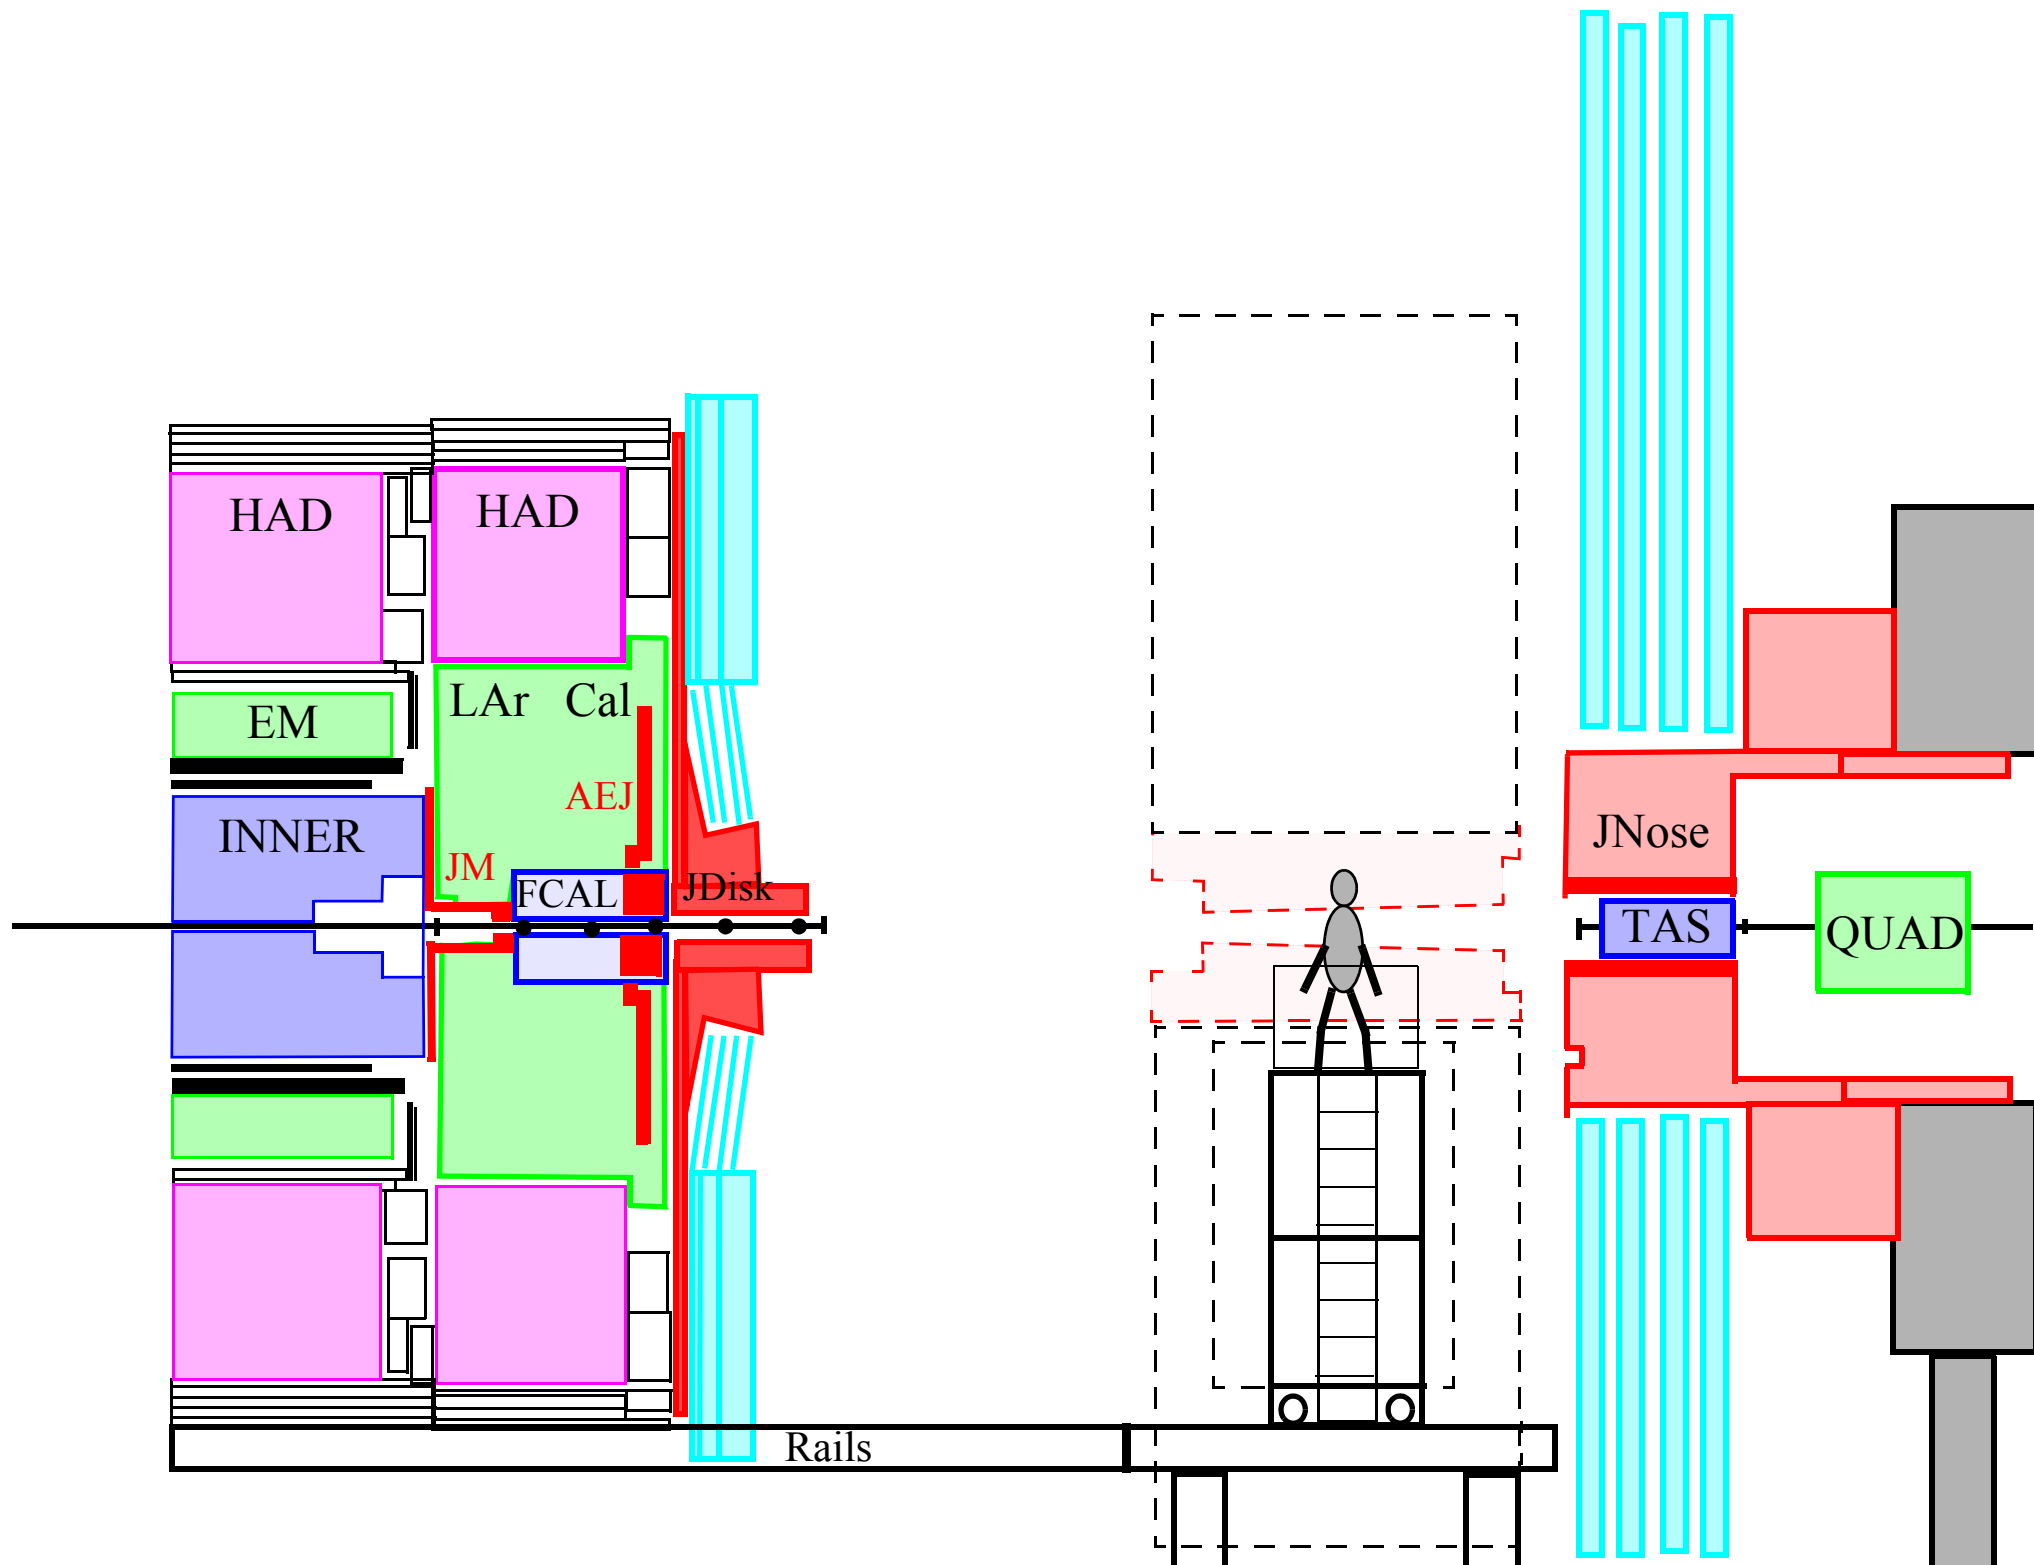 HAD
HAD
LAr Cal
EM
AEJ
INNER
JNose
JM
FCAL
JDisk
TAS
QUAD
Rails